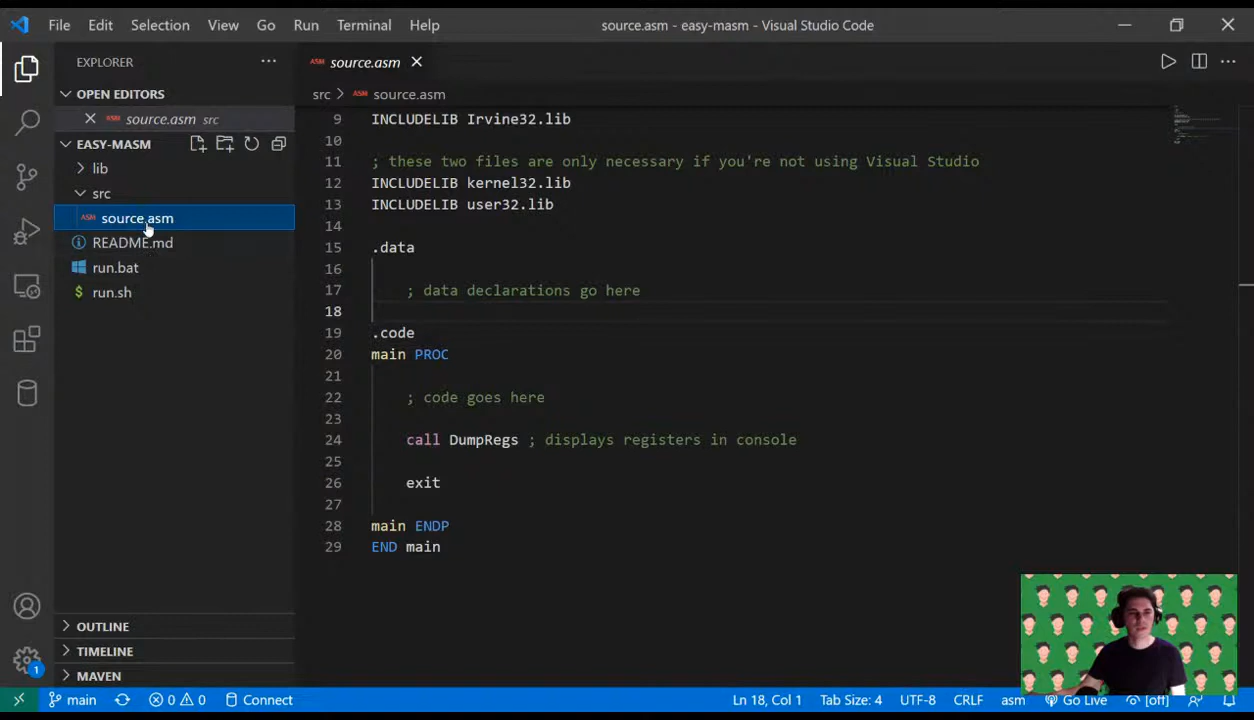 File Edit Selection View Go Run Terminal Help
source.asm - easy-masm - Visual Studio Code
EXPLORER
OPEN EDITORS
source.asm src
EASY-MASM
lib
src
ASM source.asm
README.md
run.bat
$ run.sh
OUTLINE
TIMELINE
MAVEN
ASM source.asm
src > ASM source.asm
9 INCLUDELIB Irvine32.lib
10
11 ; these two files are only necessary if you're not using Visual Studio
12 INCLUDELIB kernel32.lib
13 INCLUDELIB user32.lib
14
15 .data
16
17 ; data declarations go here
18
19 .code
20 main PROC
21
22 ; code goes here
23
24 call DumpRegs ; displays registers in console
25
26 exit
27
28 main ENDP
29 END main
1
main 0 0 Connect Ln 18, Col 1 Tab Size: 4 UTF-8 CRLF asm Go Live [off]